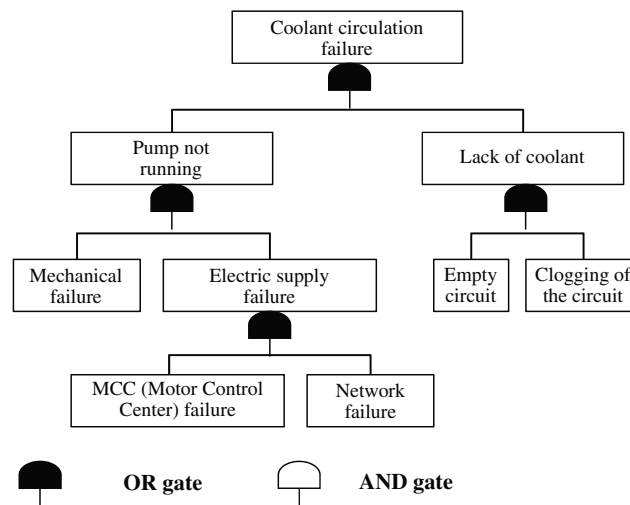 Coolant circulation
failure
Pump not
running
Lack of coolant
Mechanical
failure
Electric supply
failure
Empty
circuit
Clogging of
the circuit
MCC (Motor Control
Center) failure
Network
failure
OR gate
AND gate